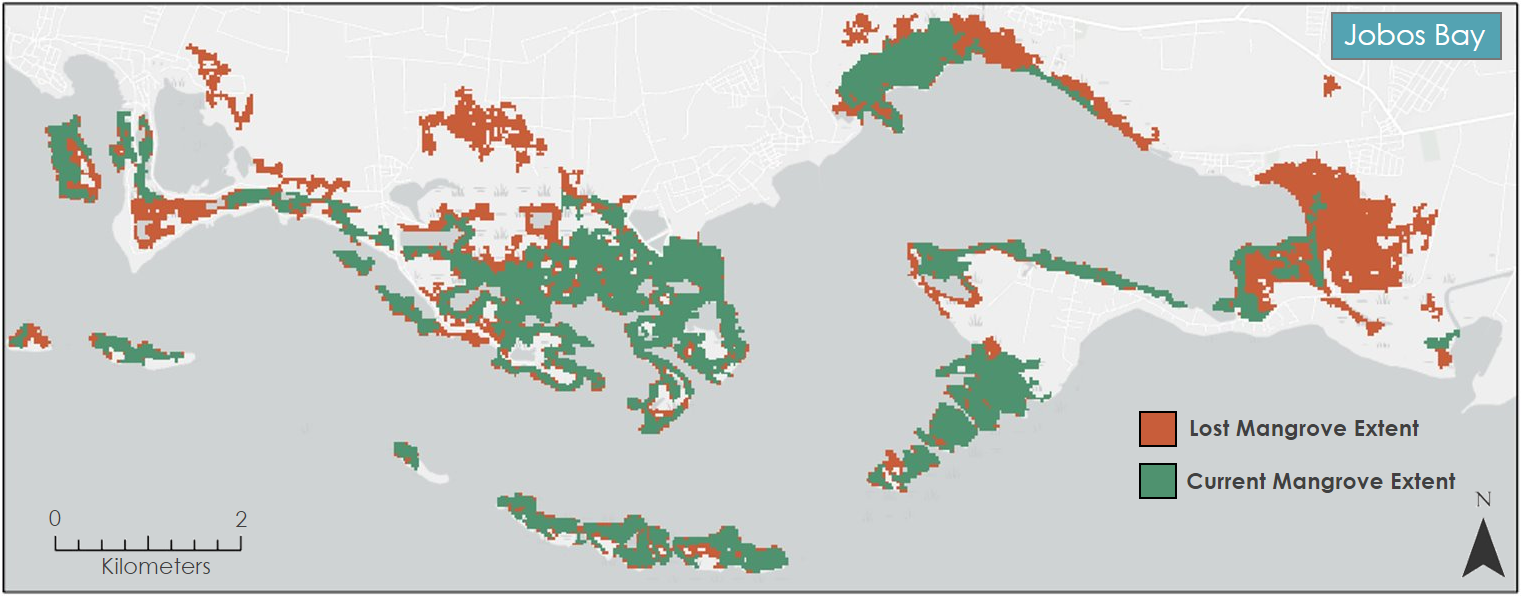 Jobos Bay
Lost Mangrove Extent
Current Mangrove Extent
N
0 2
Kilometers